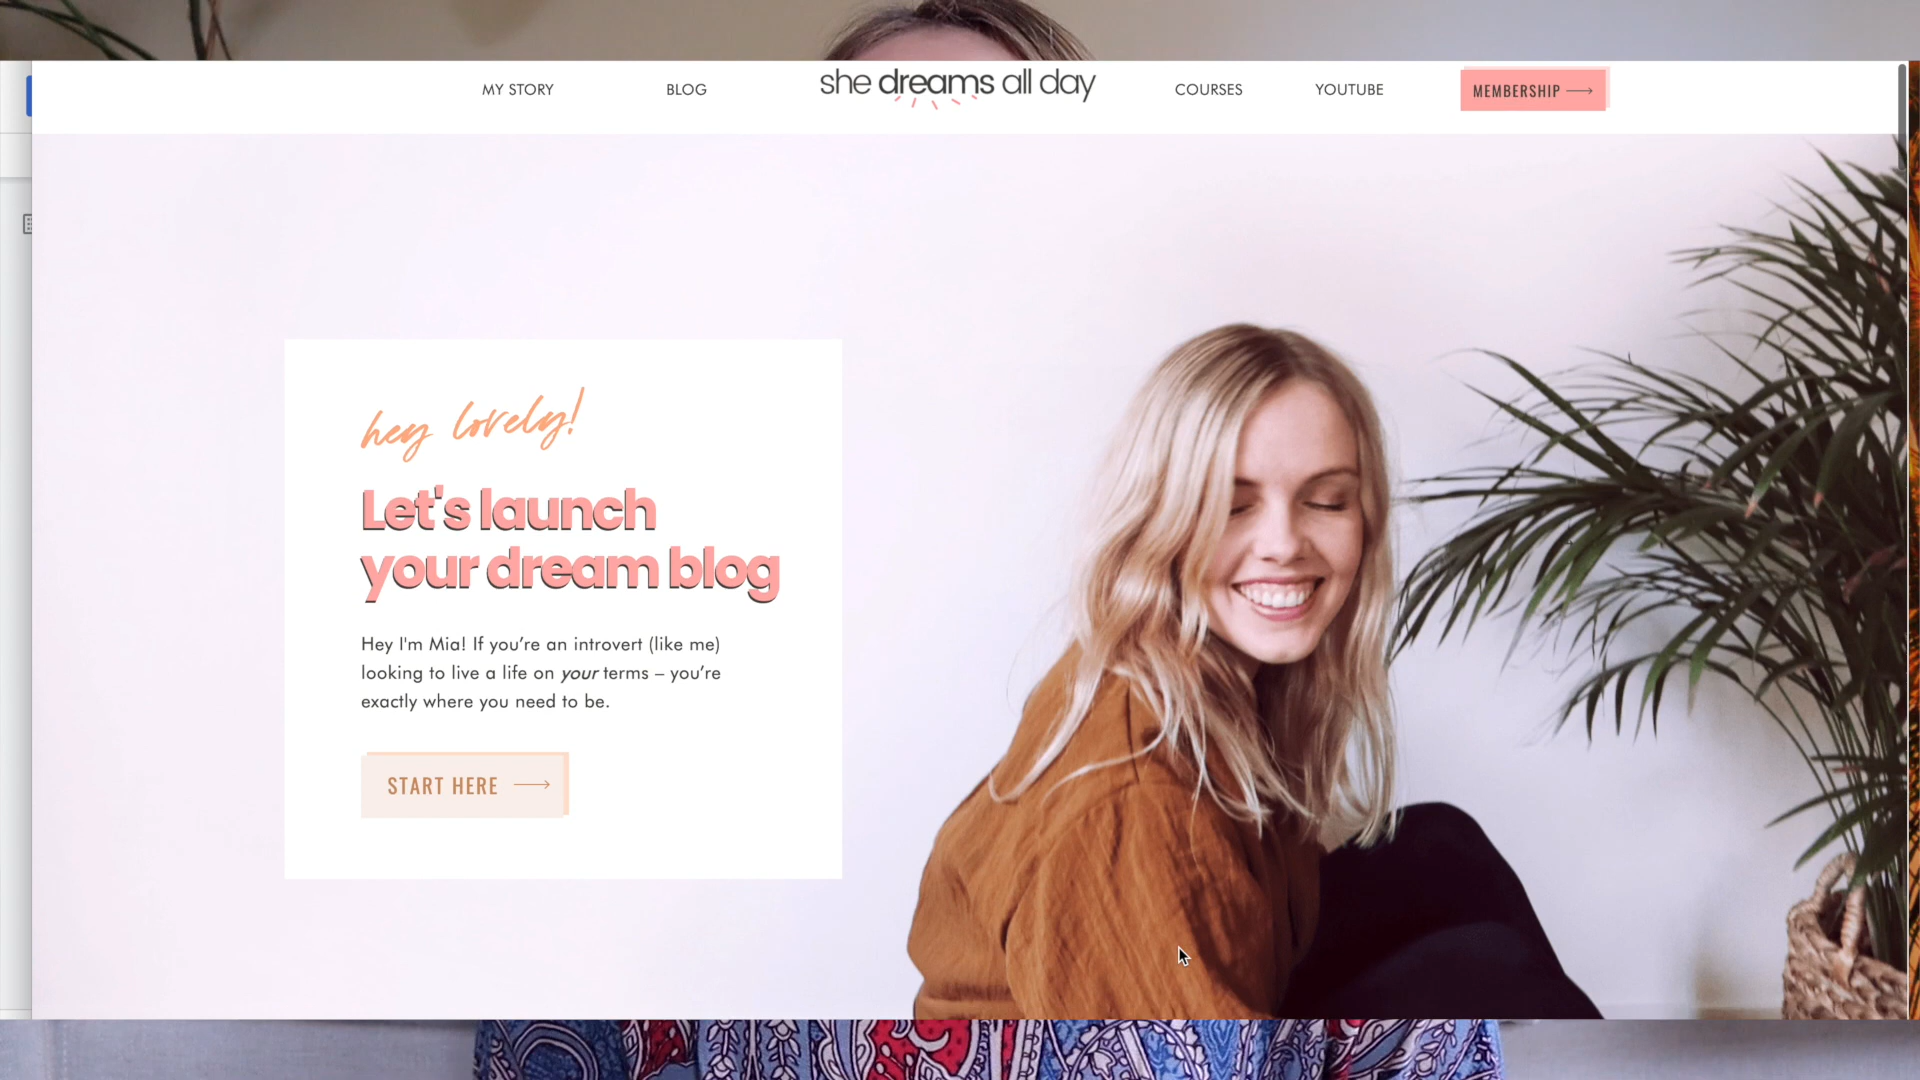 MY STORY
BLOG
she dreams all day
COURSES
YOUTUBE
MEMBERSHIP
hey lovely!
Let's launch
your dream blog
Hey I'm Mia! If you’re an introvert (like me)
looking to live a life on your terms – you’re
exactly where you need to be.
START HERE